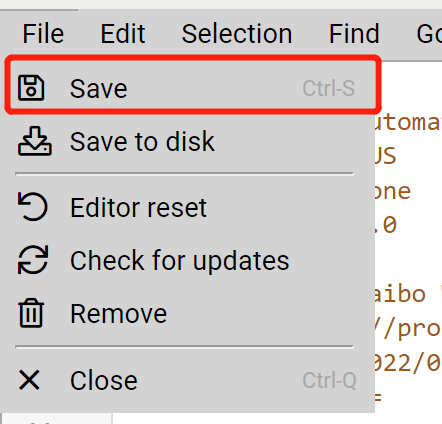 File Edit Selection Find Go
Save Ctrl-S
utoma
Save to disk
US
one
Editor reset
.0
Check for updates
aibo
Remove
//pro
022/0
Close Ctrl-Q
=